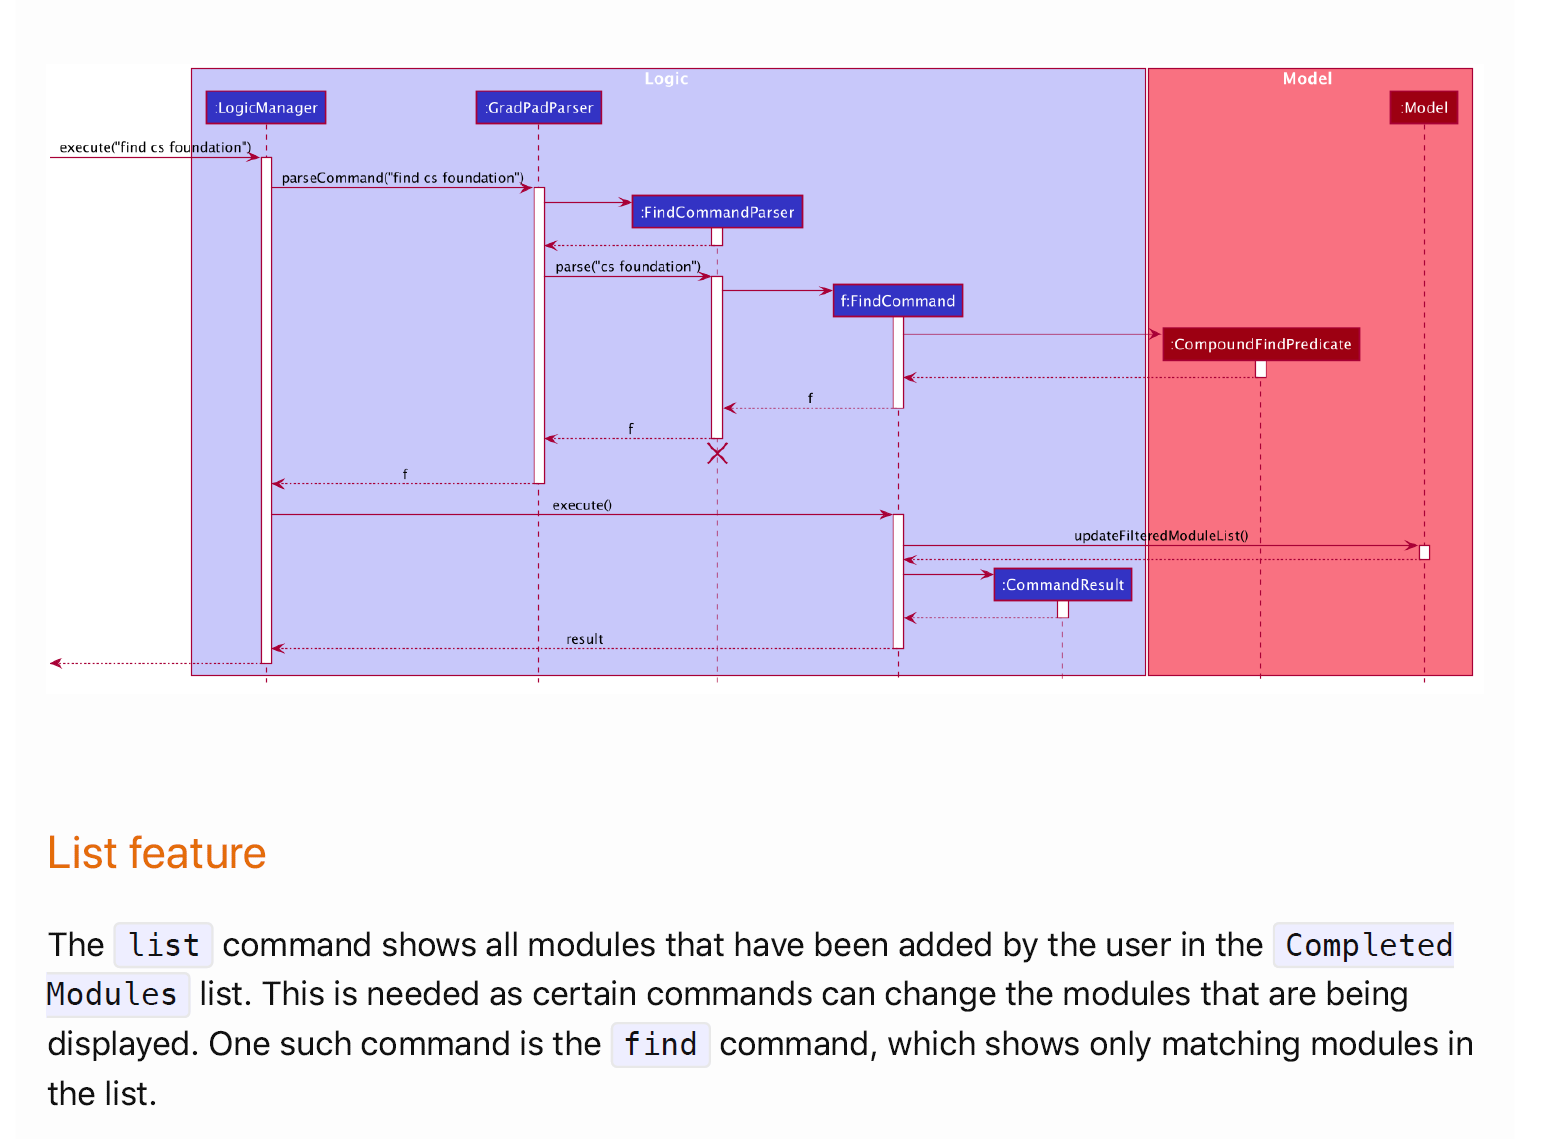 Logic
Model
:LogicManager
:GradPadParser
:Model
execute("find cs foundation")
parseCommand("find cs foundation")
:FindCommandParser
parse("cs foundation")
f:FindCommand
:CompoundFindPredicate
f
f
f
execute()
updateFilteredModuleList()
:CommandResult
result
List feature
The list command shows all modules that have been added by the user in the Completed
Modules list. This is needed as certain commands can change the modules that are being
displayed. One such command is the find command, which shows only matching modules in
the list.